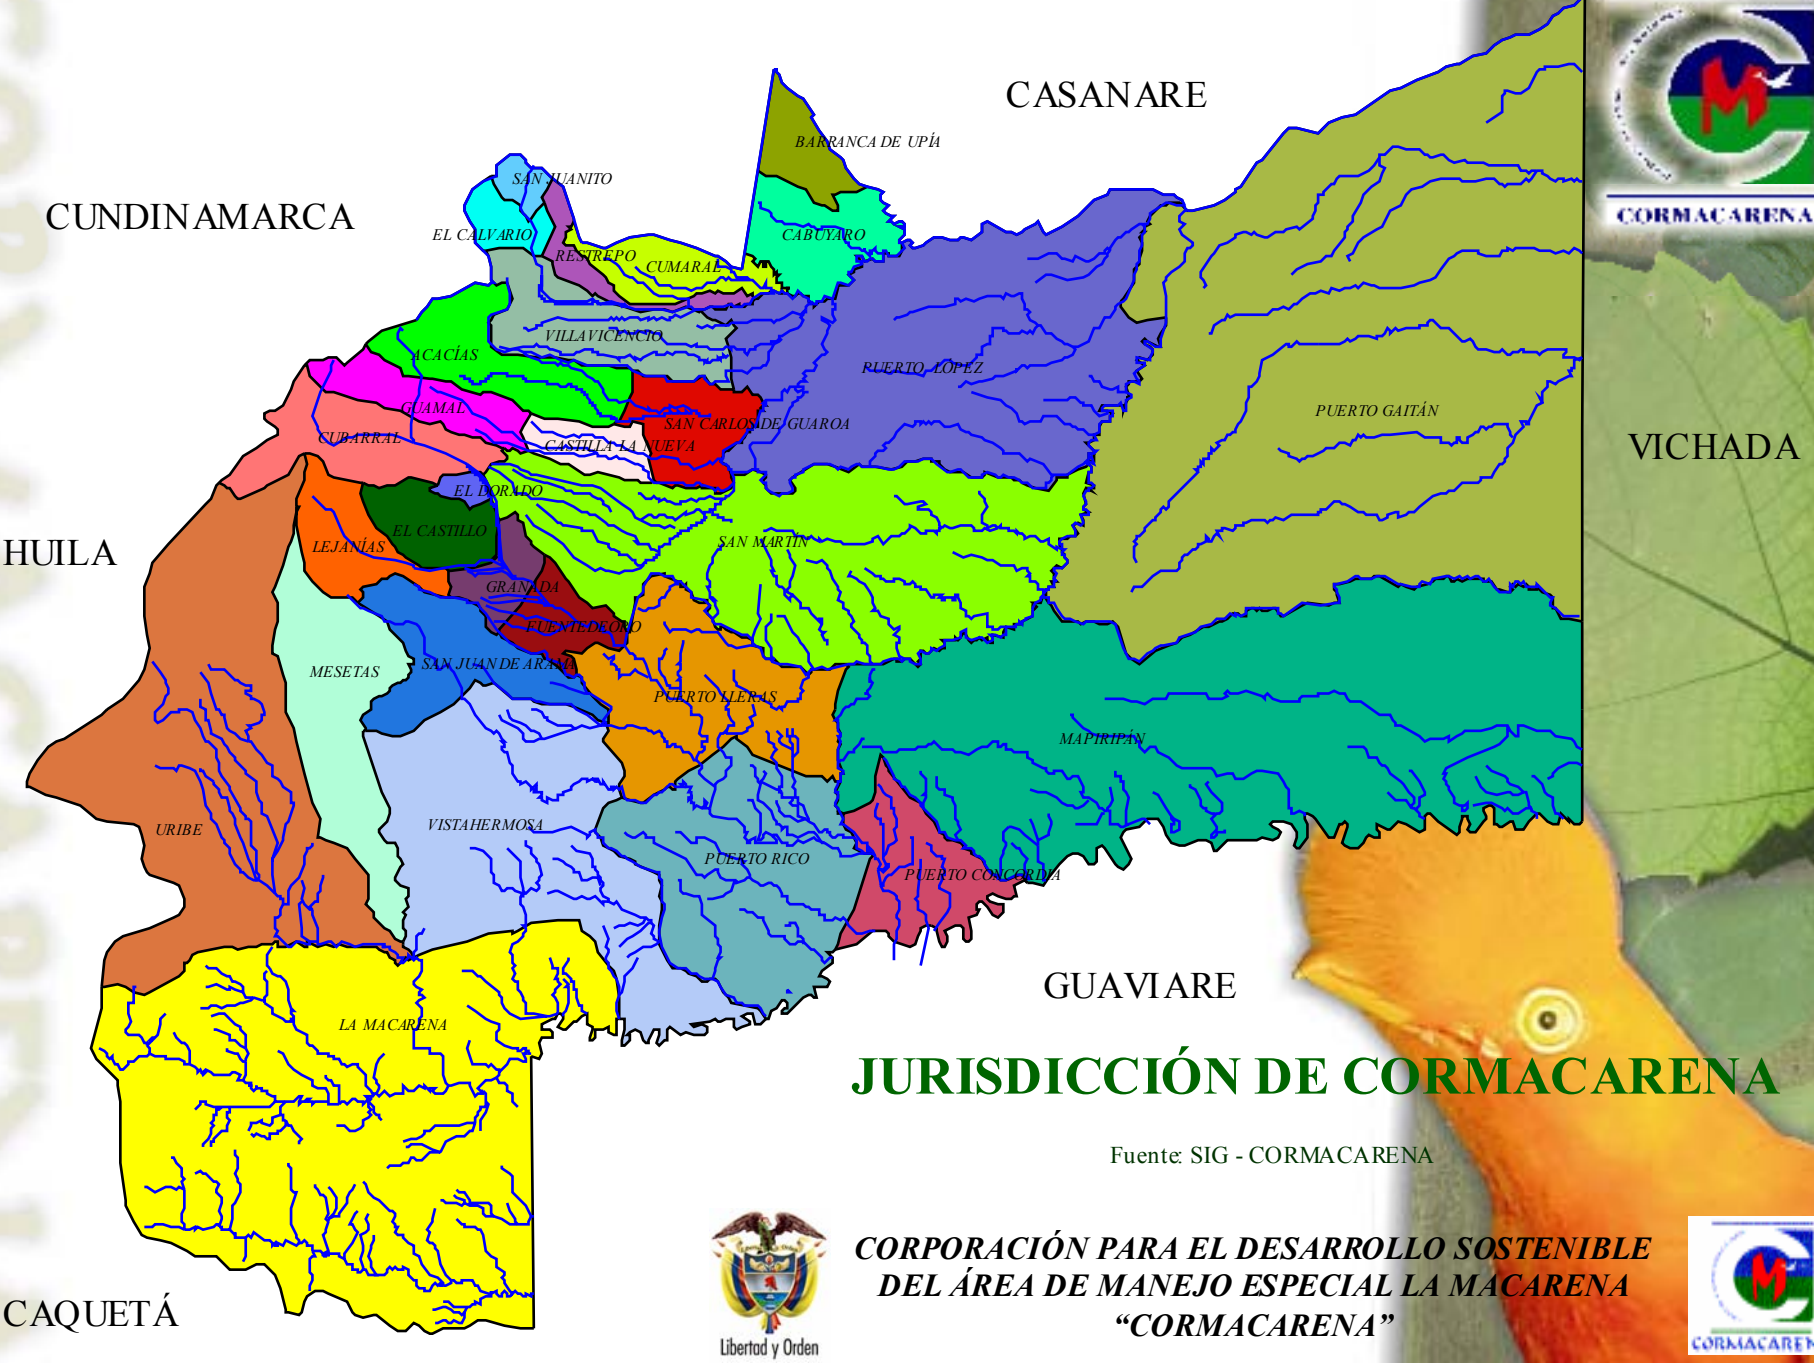 CASANARE
BARRANCA DE UPÍA
CORMACARENA
SAN JUANITO
CUNDINAMARCA
EL CALVARIO
CABUYARO
RESTREPO
CUMARAL
VILLAVICENCIO
ACACÍAS
PUERTO LÓPEZ
GUAMAL
PUERTO GAITÁN
SAN CARLOS DE GUAROA
CUBARRAL
CASTILLA LA NUEVA
VICHADA
EL DORADO
EL CASTILLO
HUILA
LEJANÍAS
SAN MARTÍN
GRANADA
FUENTEDEORO
MESETAS
SAN JUAN DE ARAMA
PUERTO LLERAS
MAPIRIPÁN
URIBE
VISTAHERMOSA
PUERTO RICO
PUERTO CONCORDIA
GUAVIARE
LA MACARENA
JURISDICCIÓN DE CORMACARENA
Fuente: SIG - CORMACARENA
CORPORACIÓN PARA EL DESARROLLO SOSTENIBLE
DEL ÁREA DE MANEJO ESPECIAL LA MACARENA
“CORMACARENA”
CAQUETÁ
Libertad y Orden
CORMACAREN